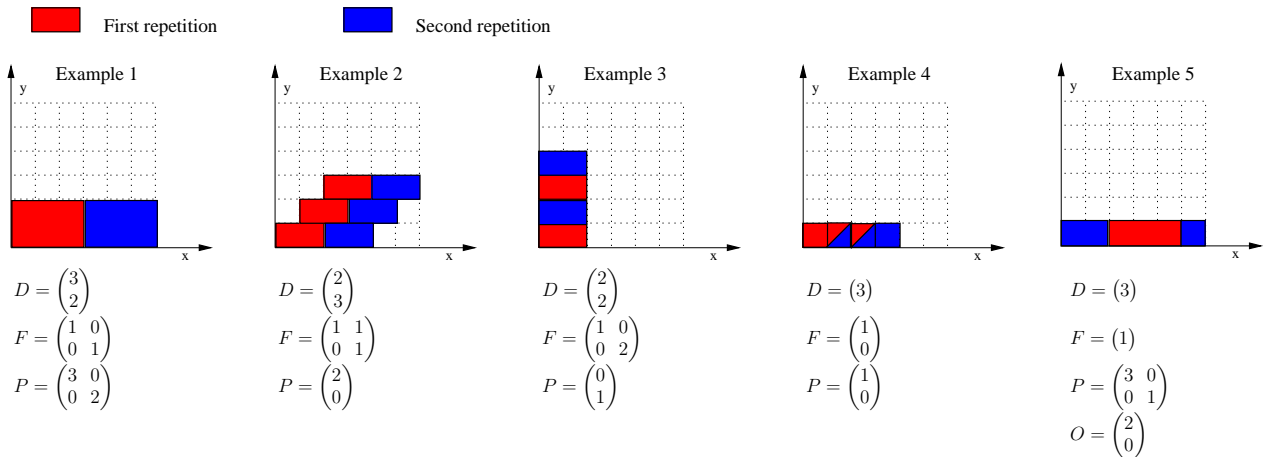 First repetition
Second repetition
Example 1
y
x
D = (3
2)
F = (1 0
0 1)
P = (3 0
0 2)
Example 2
y
x
D = (2
3)
F = (1 1
0 1)
P = (2
0)
Example 3
y
x
D = (2
2)
F = (1 0
0 2)
P = (0
1)
Example 4
y
x
D = (3)
F = (1
0)
P = (1
0)
Example 5
y
x
D = (3)
F = (1)
P = (3 0
0 1)
O = (2
0)